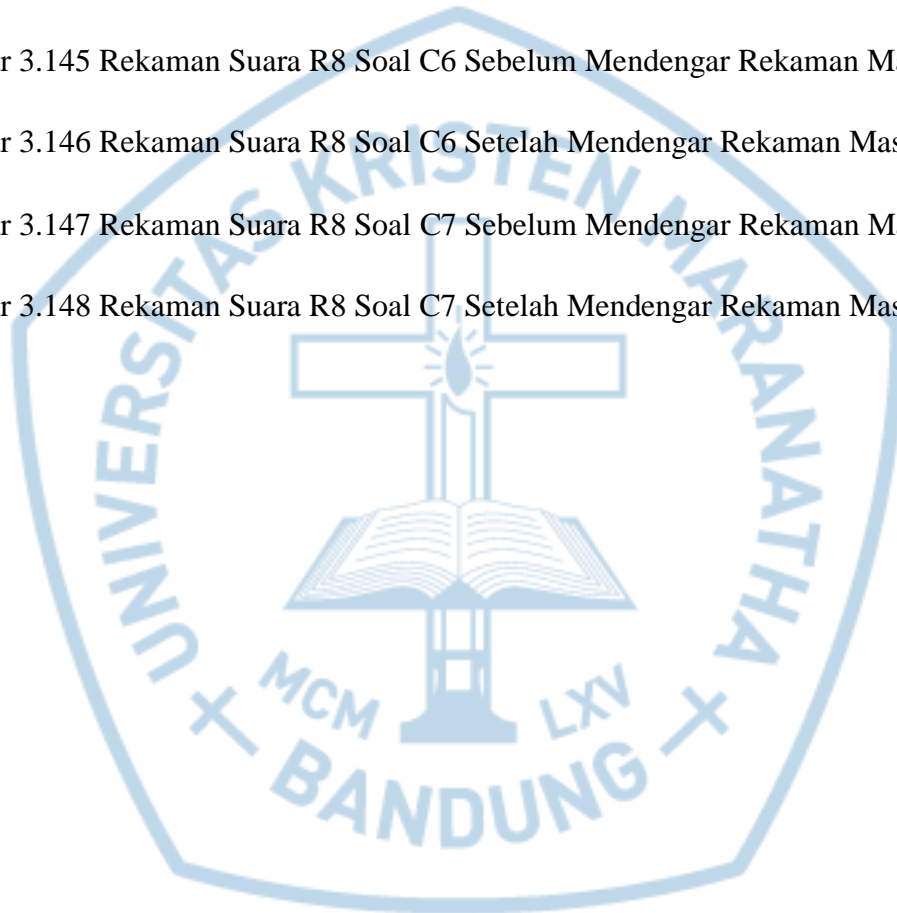 r 3.145 Rekaman Suara R8 Soal C6 Sebelum Mendengar Rekaman Ma
r 3.146 Rekaman Suara R8 Soal C6 Setelah Mendengar Rekaman Mas
r 3.147 Rekaman Suara R8 Soal C7 Sebelum Mendengar Rekaman Ma
r 3.148 Rekaman Suara R8 Soal C7 Setelah Mendengar Rekaman Mas
UNIVERSITAS KRISTEN MARANATHA
MCM LXV
BANDUNG